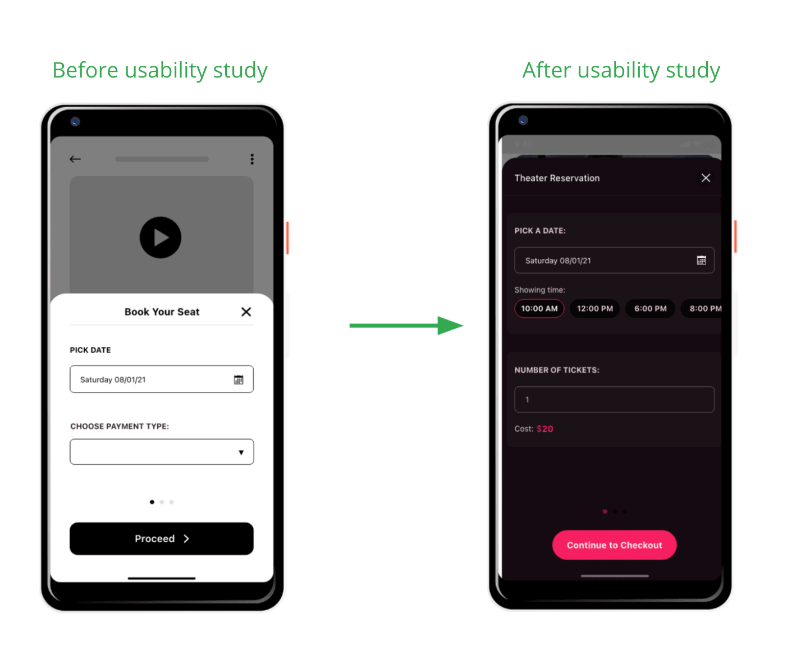 Before usability study
After usability study
Book Your Seat
PICK DATE
Saturday 08/01/21
CHOOSE PAYMENT TYPE:
Proceed
Theater Reservation
PICK A DATE:
Saturday 08/01/21
Showing time:
10:00 AM 12:00 PM 6:00 PM 8:00 PM
NUMBER OF TICKETS:
1
Cost: $20
Continue to Checkout